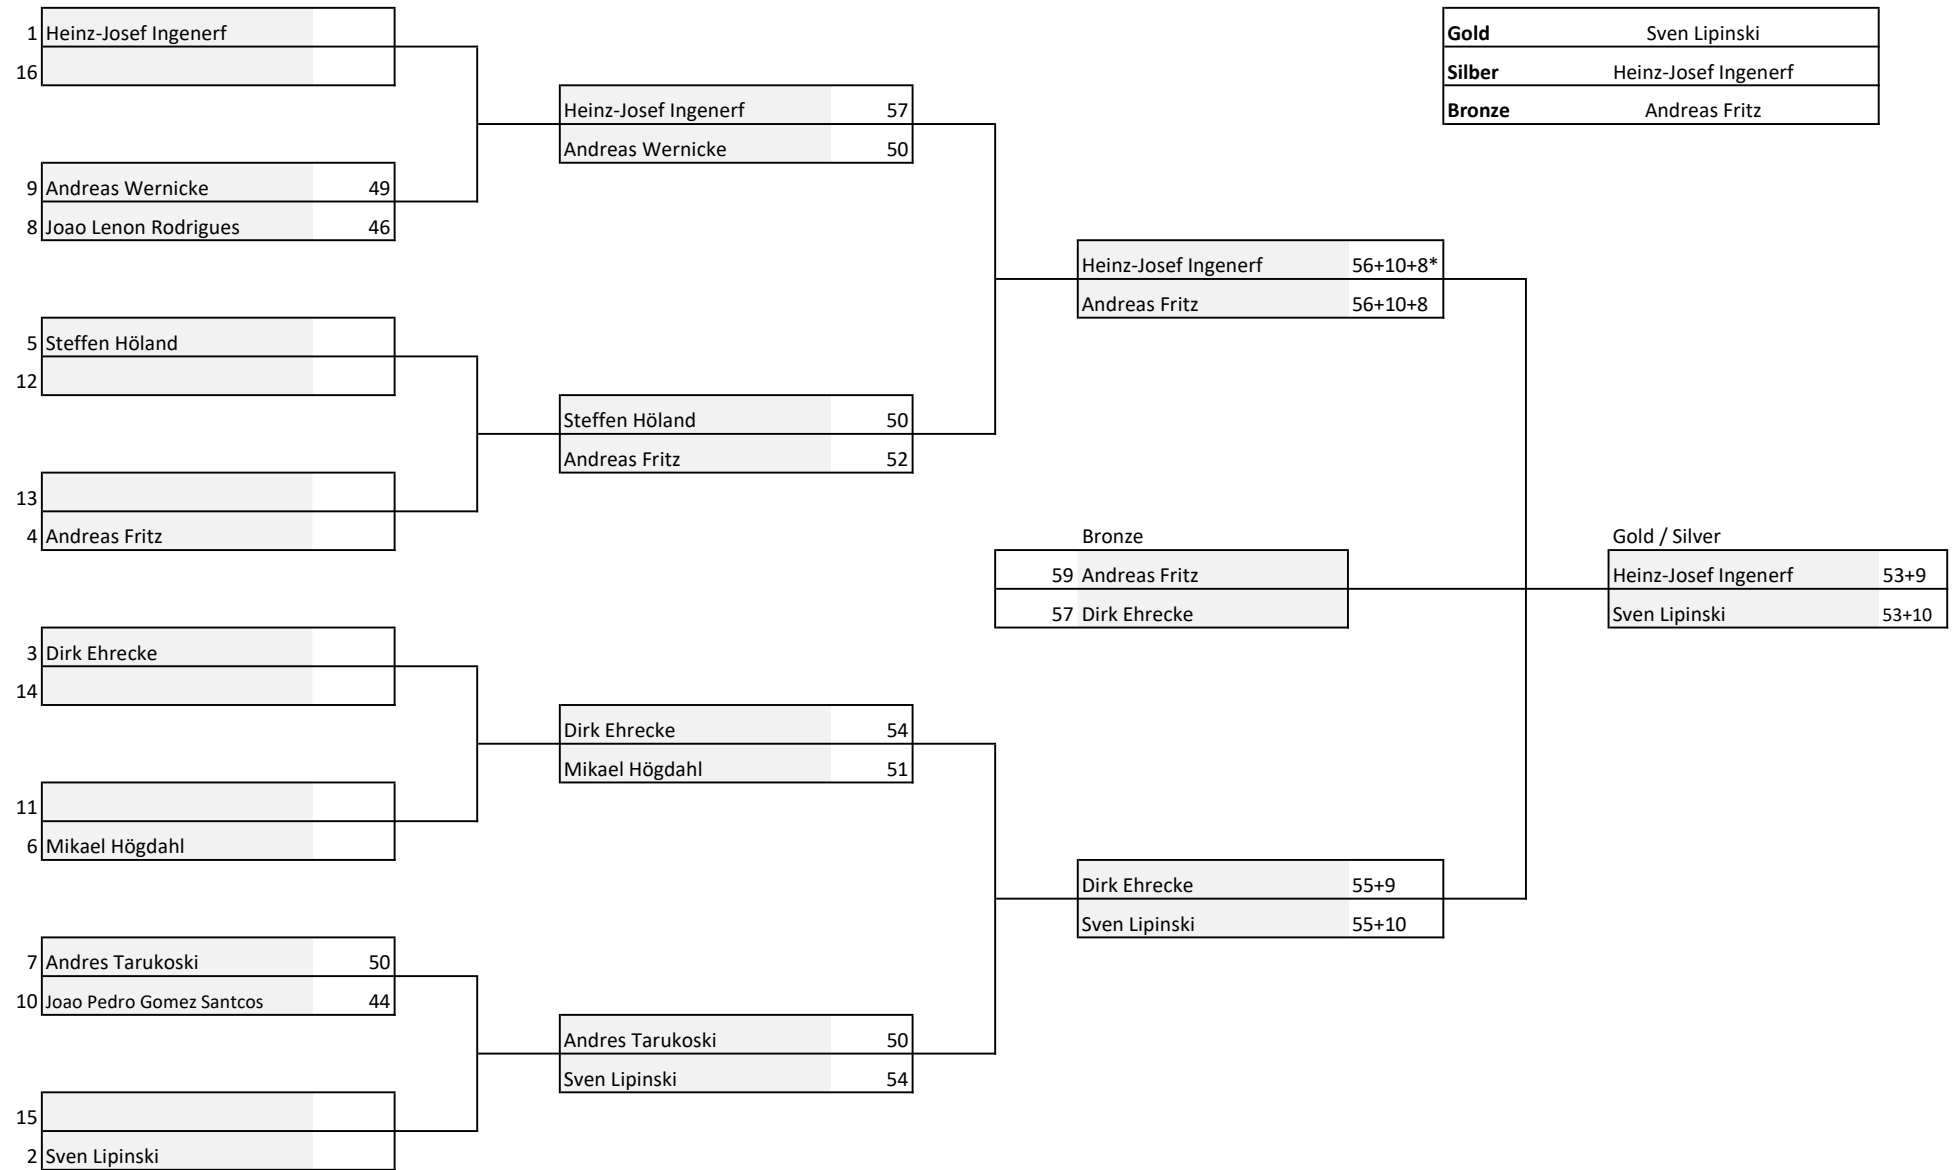 1 Heinz-Josef Ingenerf
16
9 Andreas Wernicke 49
8 Joao Lenon Rodrigues 46
5 Steffen Höland
12
13
4 Andreas Fritz
3 Dirk Ehrecke
14
11
6 Mikael Högdahl
7 Andres Tarukoski 50
10 Joao Pedro Gomez Santcos 44
15
2 Sven Lipinski
Heinz-Josef Ingenerf 57
Andreas Wernicke 50
Steffen Höland 50
Andreas Fritz 52
Dirk Ehrecke 54
Mikael Högdahl 51
Andres Tarukoski 50
Sven Lipinski 54
Heinz-Josef Ingenerf 56+10+8*
Andreas Fritz 56+10+8
Bronze
59 Andreas Fritz
57 Dirk Ehrecke
Dirk Ehrecke 55+9
Sven Lipinski 55+10
Gold Sven Lipinski
Silber Heinz-Josef Ingenerf
Bronze Andreas Fritz
Gold / Silver
Heinz-Josef Ingenerf 53+9
Sven Lipinski 53+10